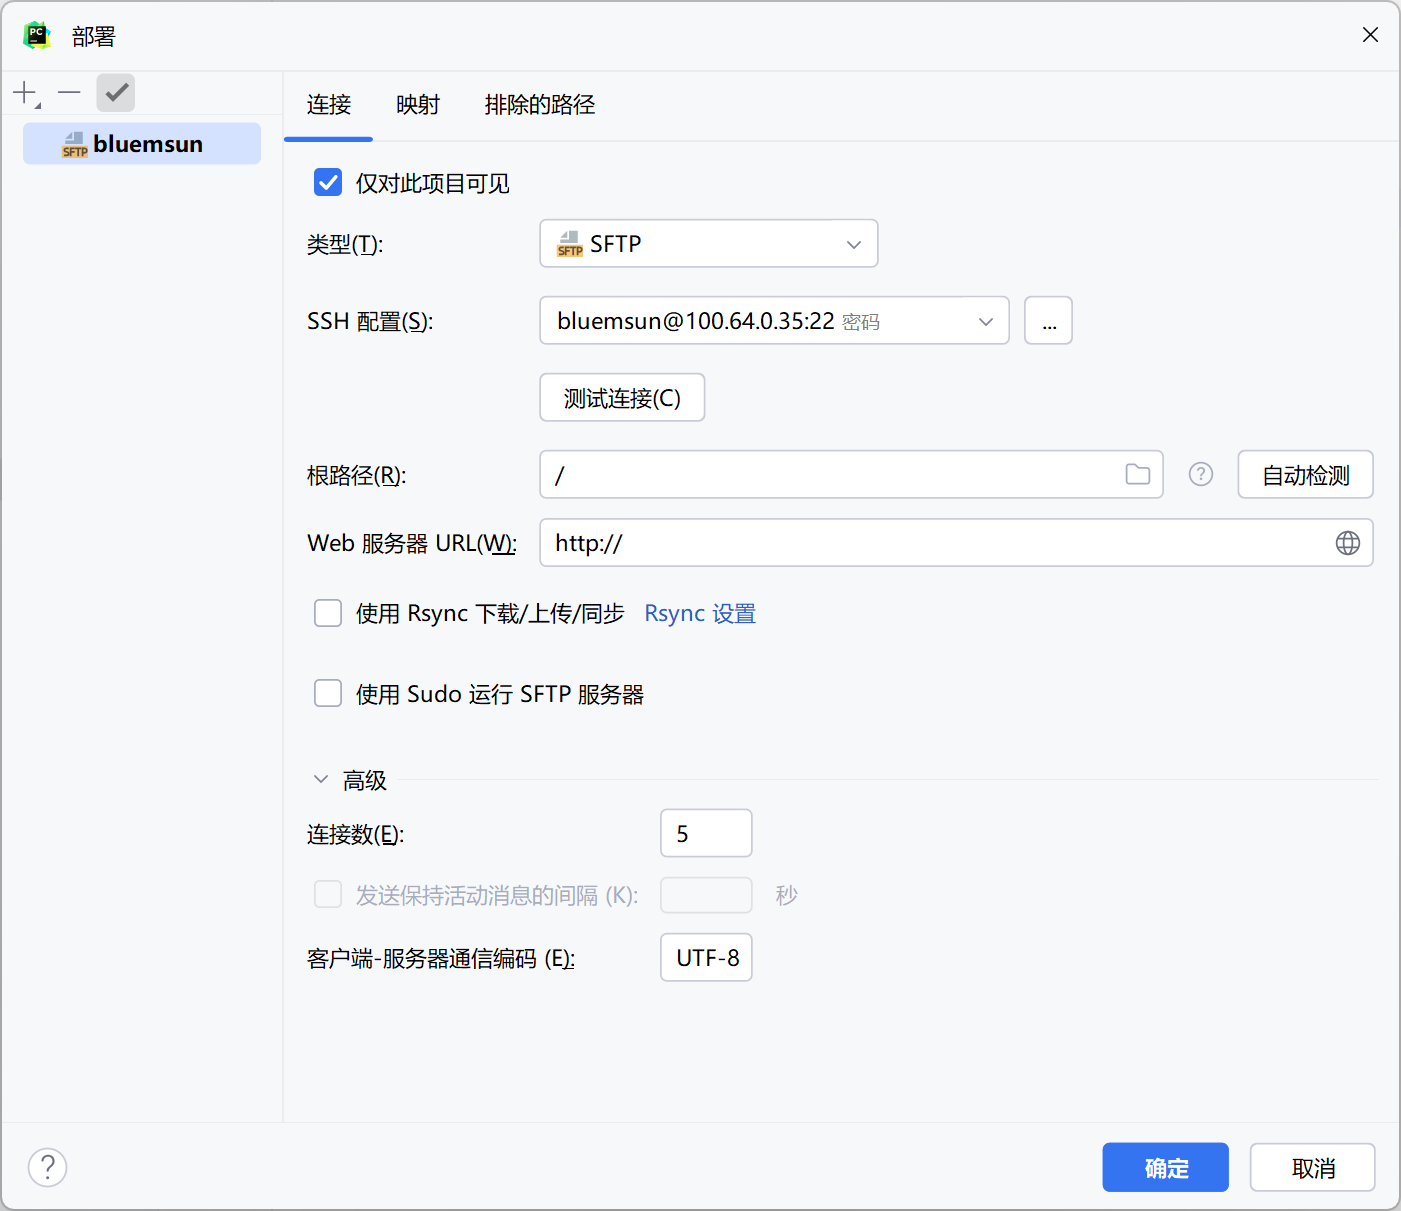 部署
bluemsun
连接 映射 排除的路径
仅对此项目可见
类型(T): SFTP
SSH 配置(S): bluemsun@100.64.0.35:22 密码 ...
测试连接(C)
根路径(R): / ? 自动检测
Web 服务器 URL(W): http://
使用 Rsync 下载/上传/同步 Rsync 设置
使用 Sudo 运行 SFTP 服务器
高级
连接数(E): 5
发送保持活动消息的间隔 (K): 秒
客户端-服务器通信编码 (E): UTF-8
? 确定 取消